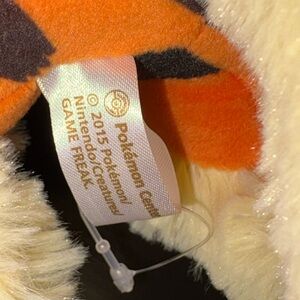 Pokémon Center
© 2015 Pokémon/
Nintendo/Creatures/
GAME FREAK.